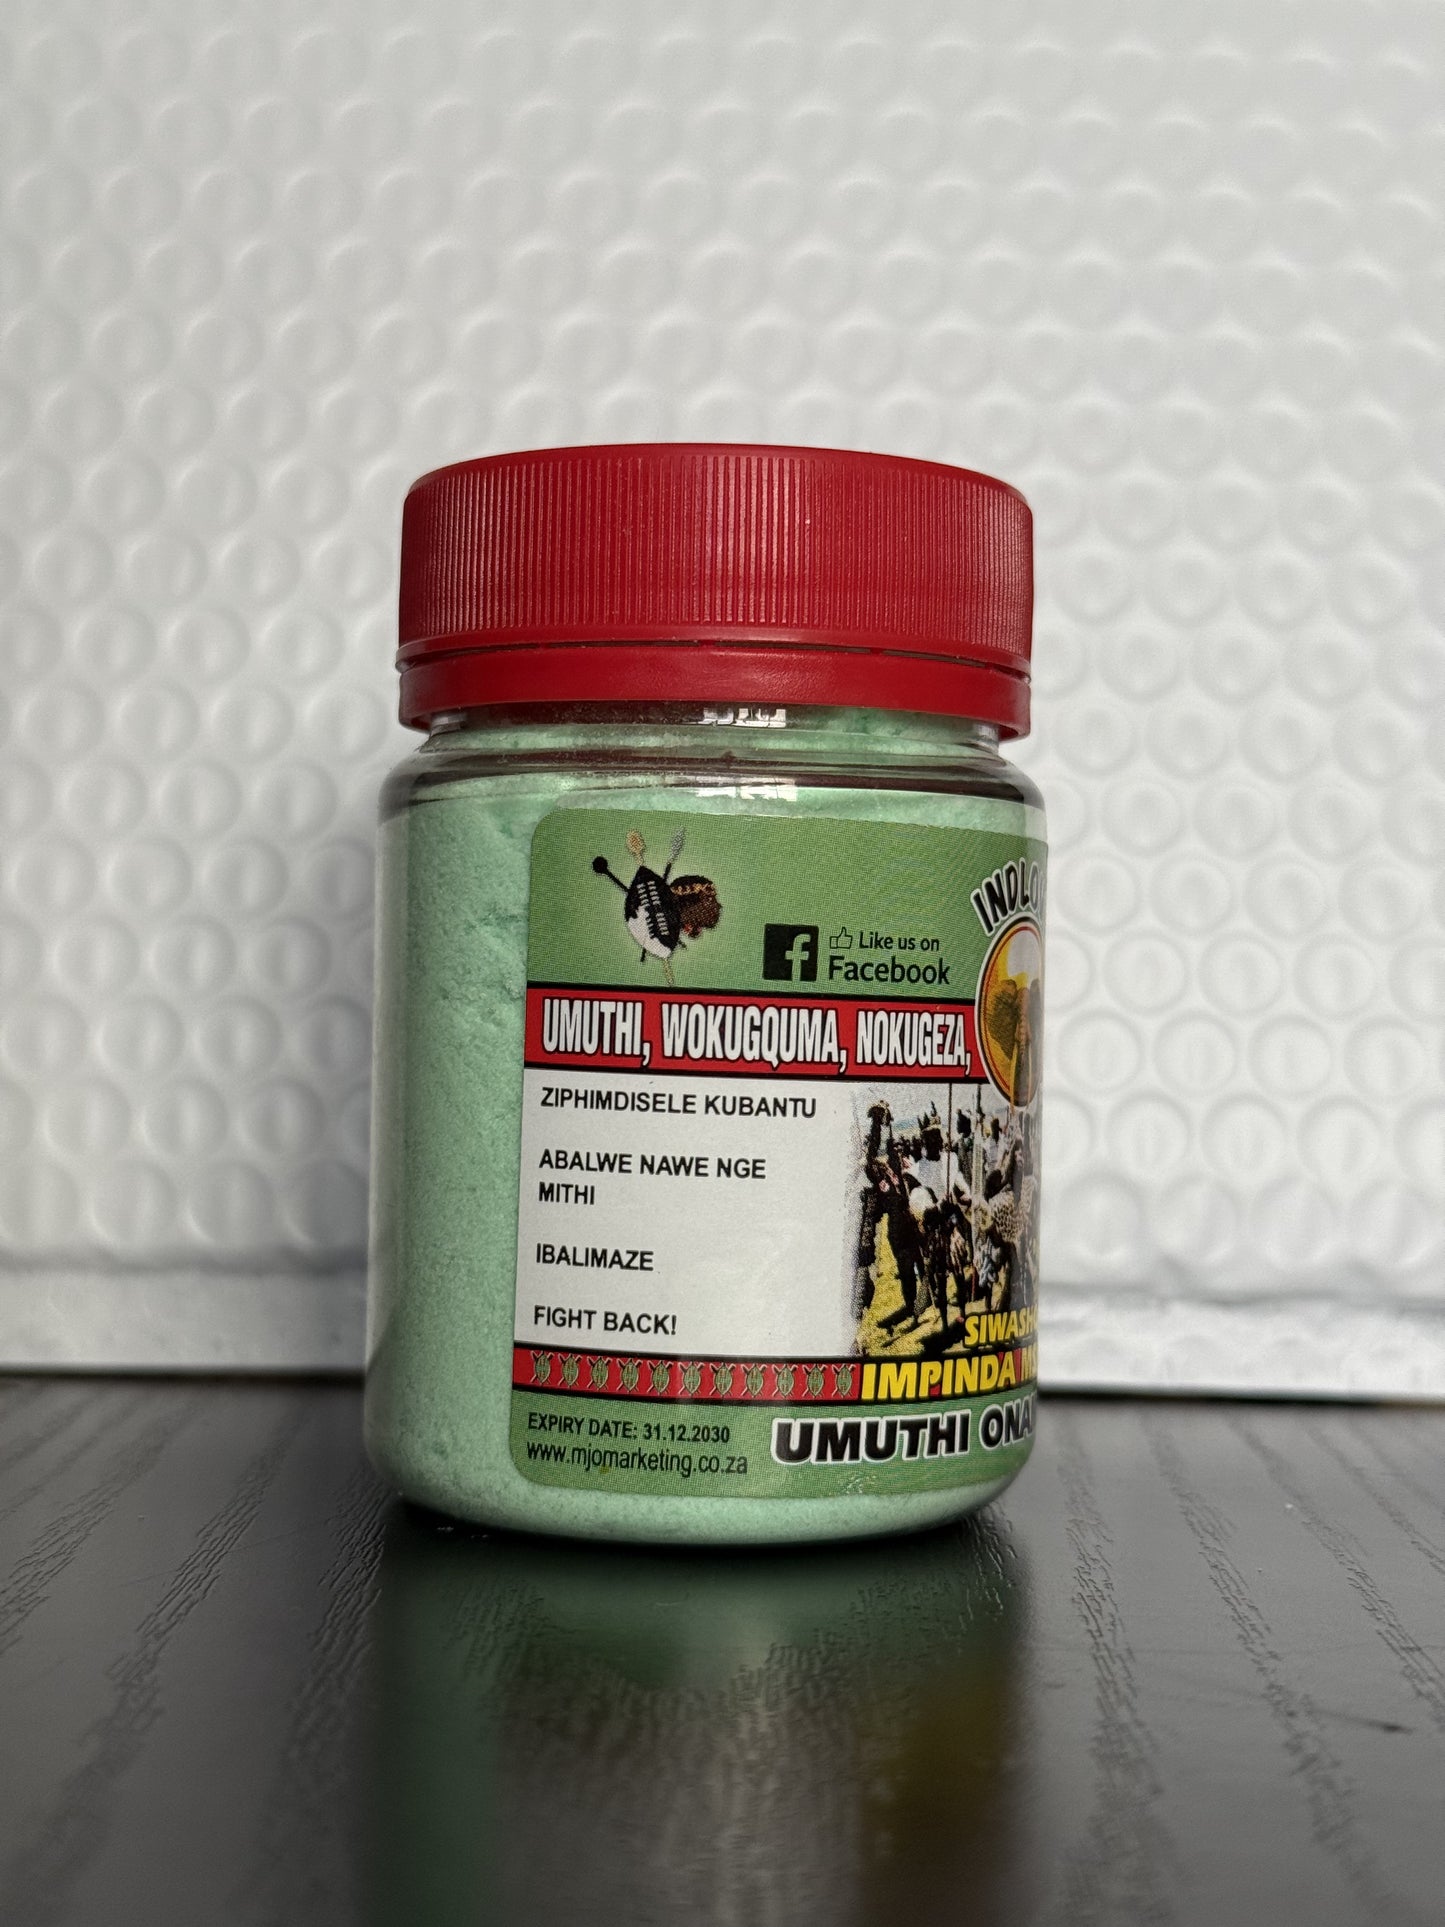 INDLO
Like us on
Facebook
UMUTHI, WOKUGQUMA, NOKUGEZA,
ZIPHIMDISELE KUBANTU
ABALWE NAWE NGE
MITHI
IBALIMAZE
FIGHT BACK!
IMPINDA
EXPIRY DATE: 31.12.2030
www.mjomarketing.co.za
UMUTHI